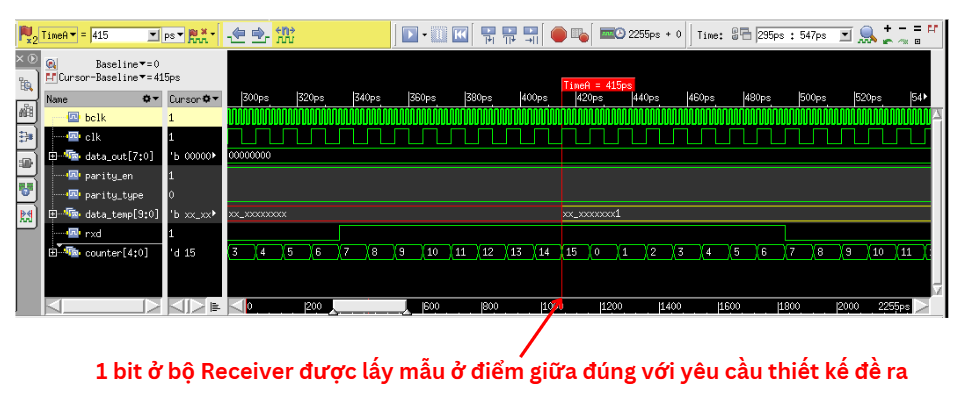 TimeA = 415 ps 2255ps + 0 Time: 295ps : 547ps
Baseline = 0
Cursor-Baseline = 415ps
TimeA = 415ps
Name Cursor 300ps 320ps 340ps 360ps 380ps 400ps 420ps 440ps 460ps 480ps 500ps 520ps 54
bclk 1
clk 1
data_out[7:0] 'b 00000 00000000
parity_en 1
parity_type 0
data_temp[9:0] 'b xx_xx xx_xxxxxxxx xx_xxxxxxx1
rxd 1
counter[4:0] 'd 15 3 4 5 6 7 8 9 10 11 12 13 14 15 0 1 2 3 4 5 6 7 8 9 10 11
0 200 600 800 1200 1400 1600 1800 2000 2255ps
1 bit ở bộ Receiver được lấy mẫu ở điểm giữa đúng với yêu cầu thiết kế đề ra